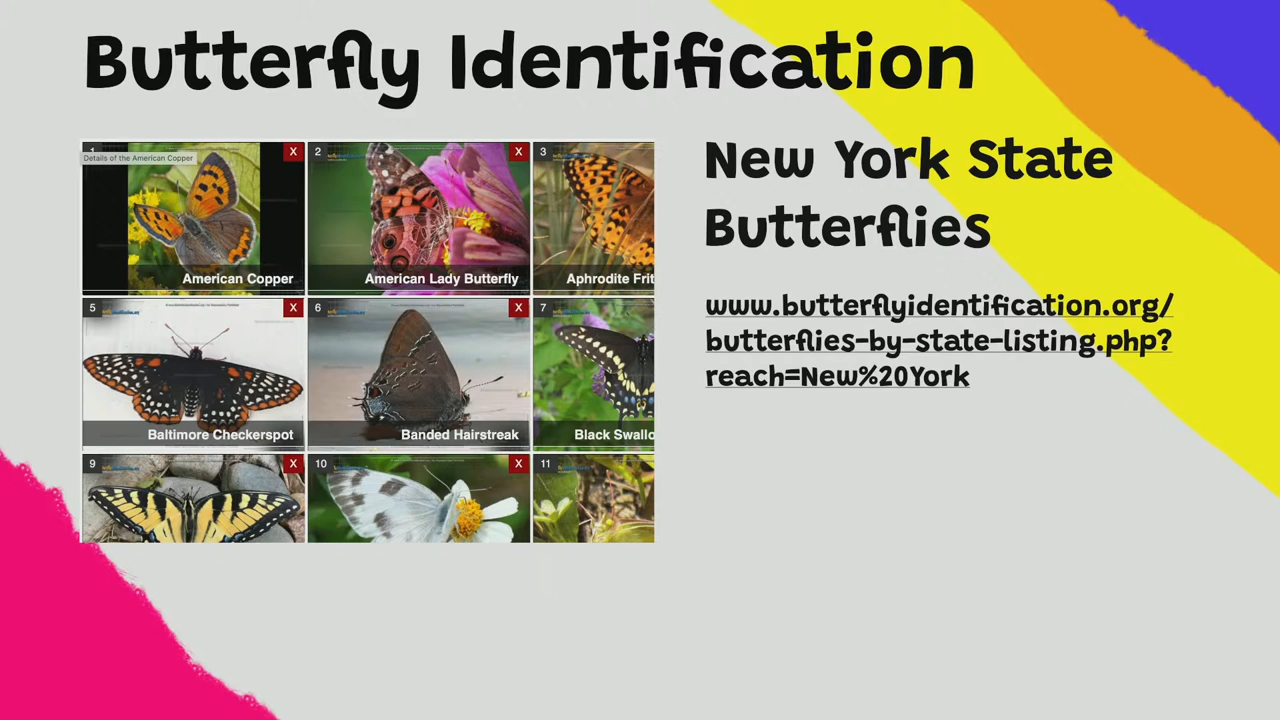 Butterfly Identification
1
X
Details of the American Copper
American Copper
2
X
American Lady Butterfly
3
Aphrodite Frit
5
X
Baltimore Checkerspot
6
X
Banded Hairstreak
7
Black Swallo
9
X
10
X
11
New York State
Butterflies
www.butterflyidentification.org/
butterflies-by-state-listing.php?
reach=New%20York